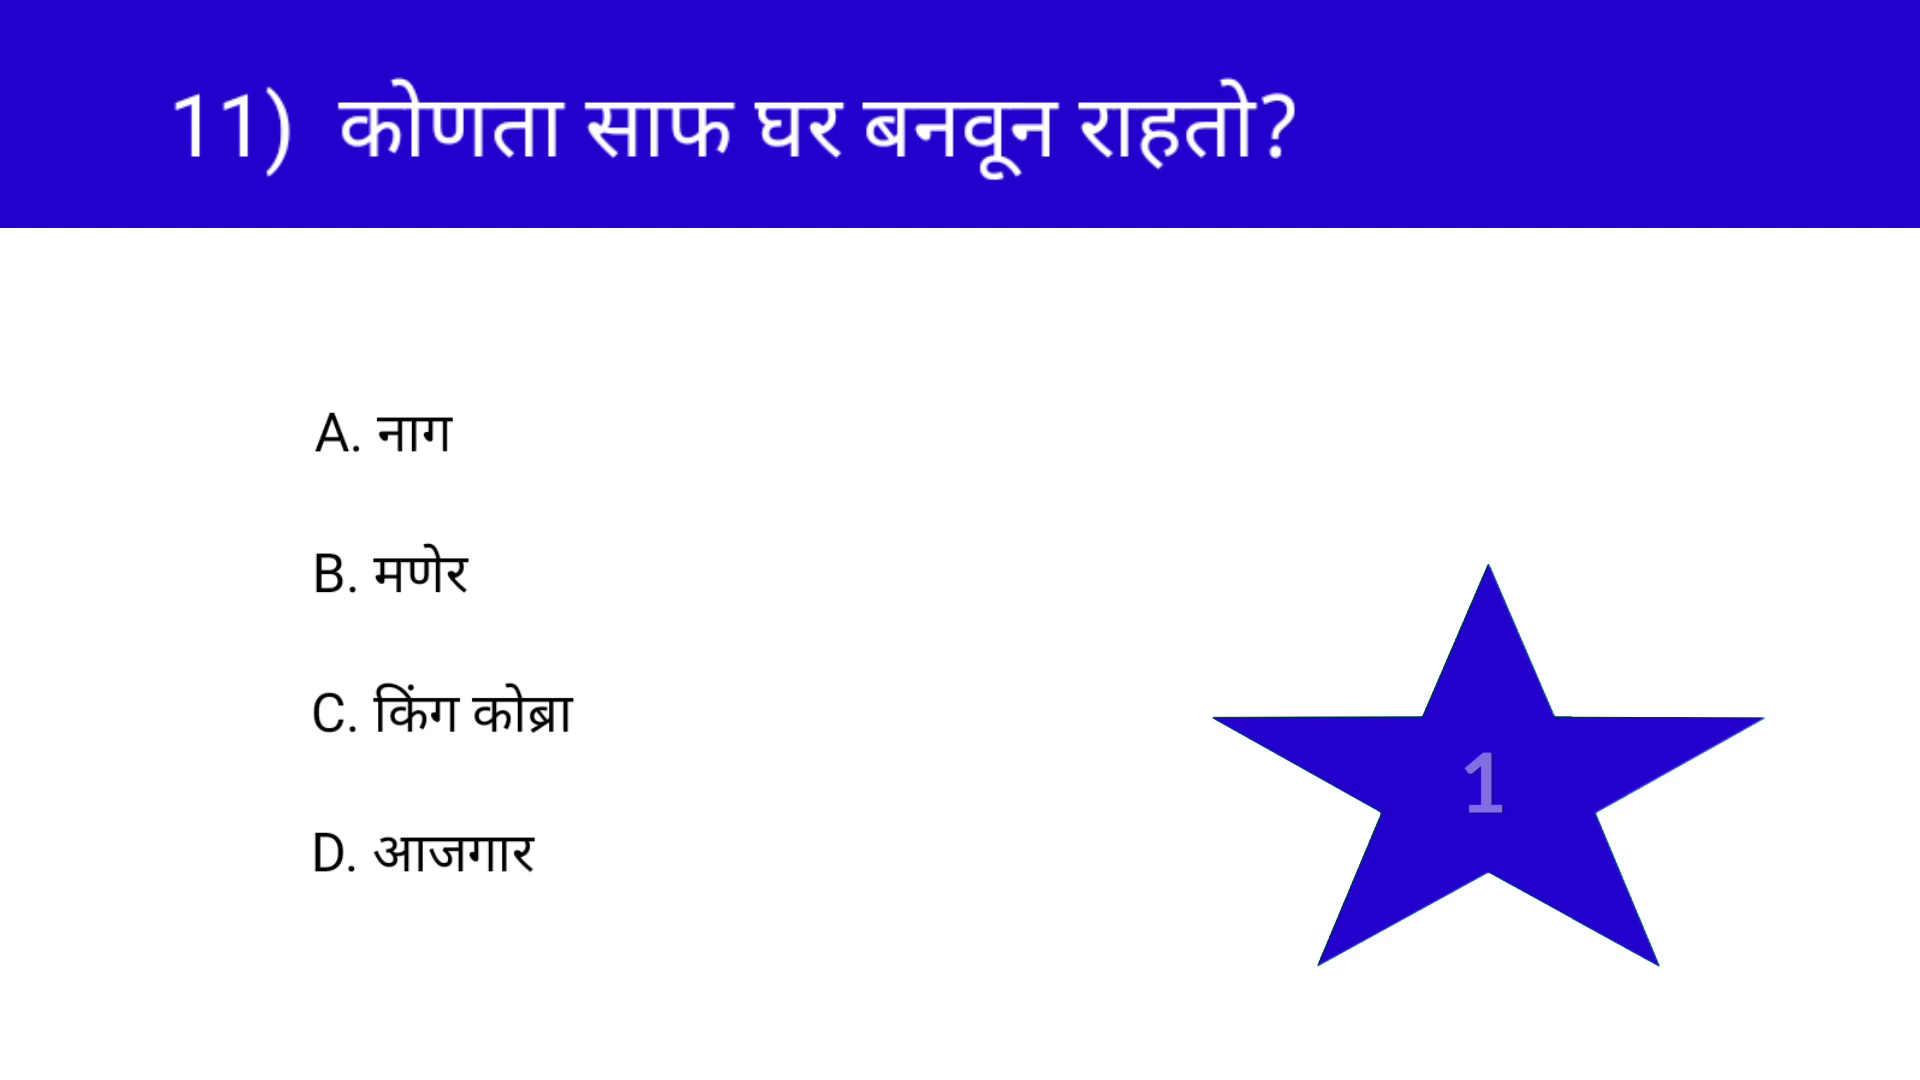 11) कोणता साफ घर बनवून राहतो?
A. नाग
B. मणेर
C. किंग कोब्रा
D. आजगार
1